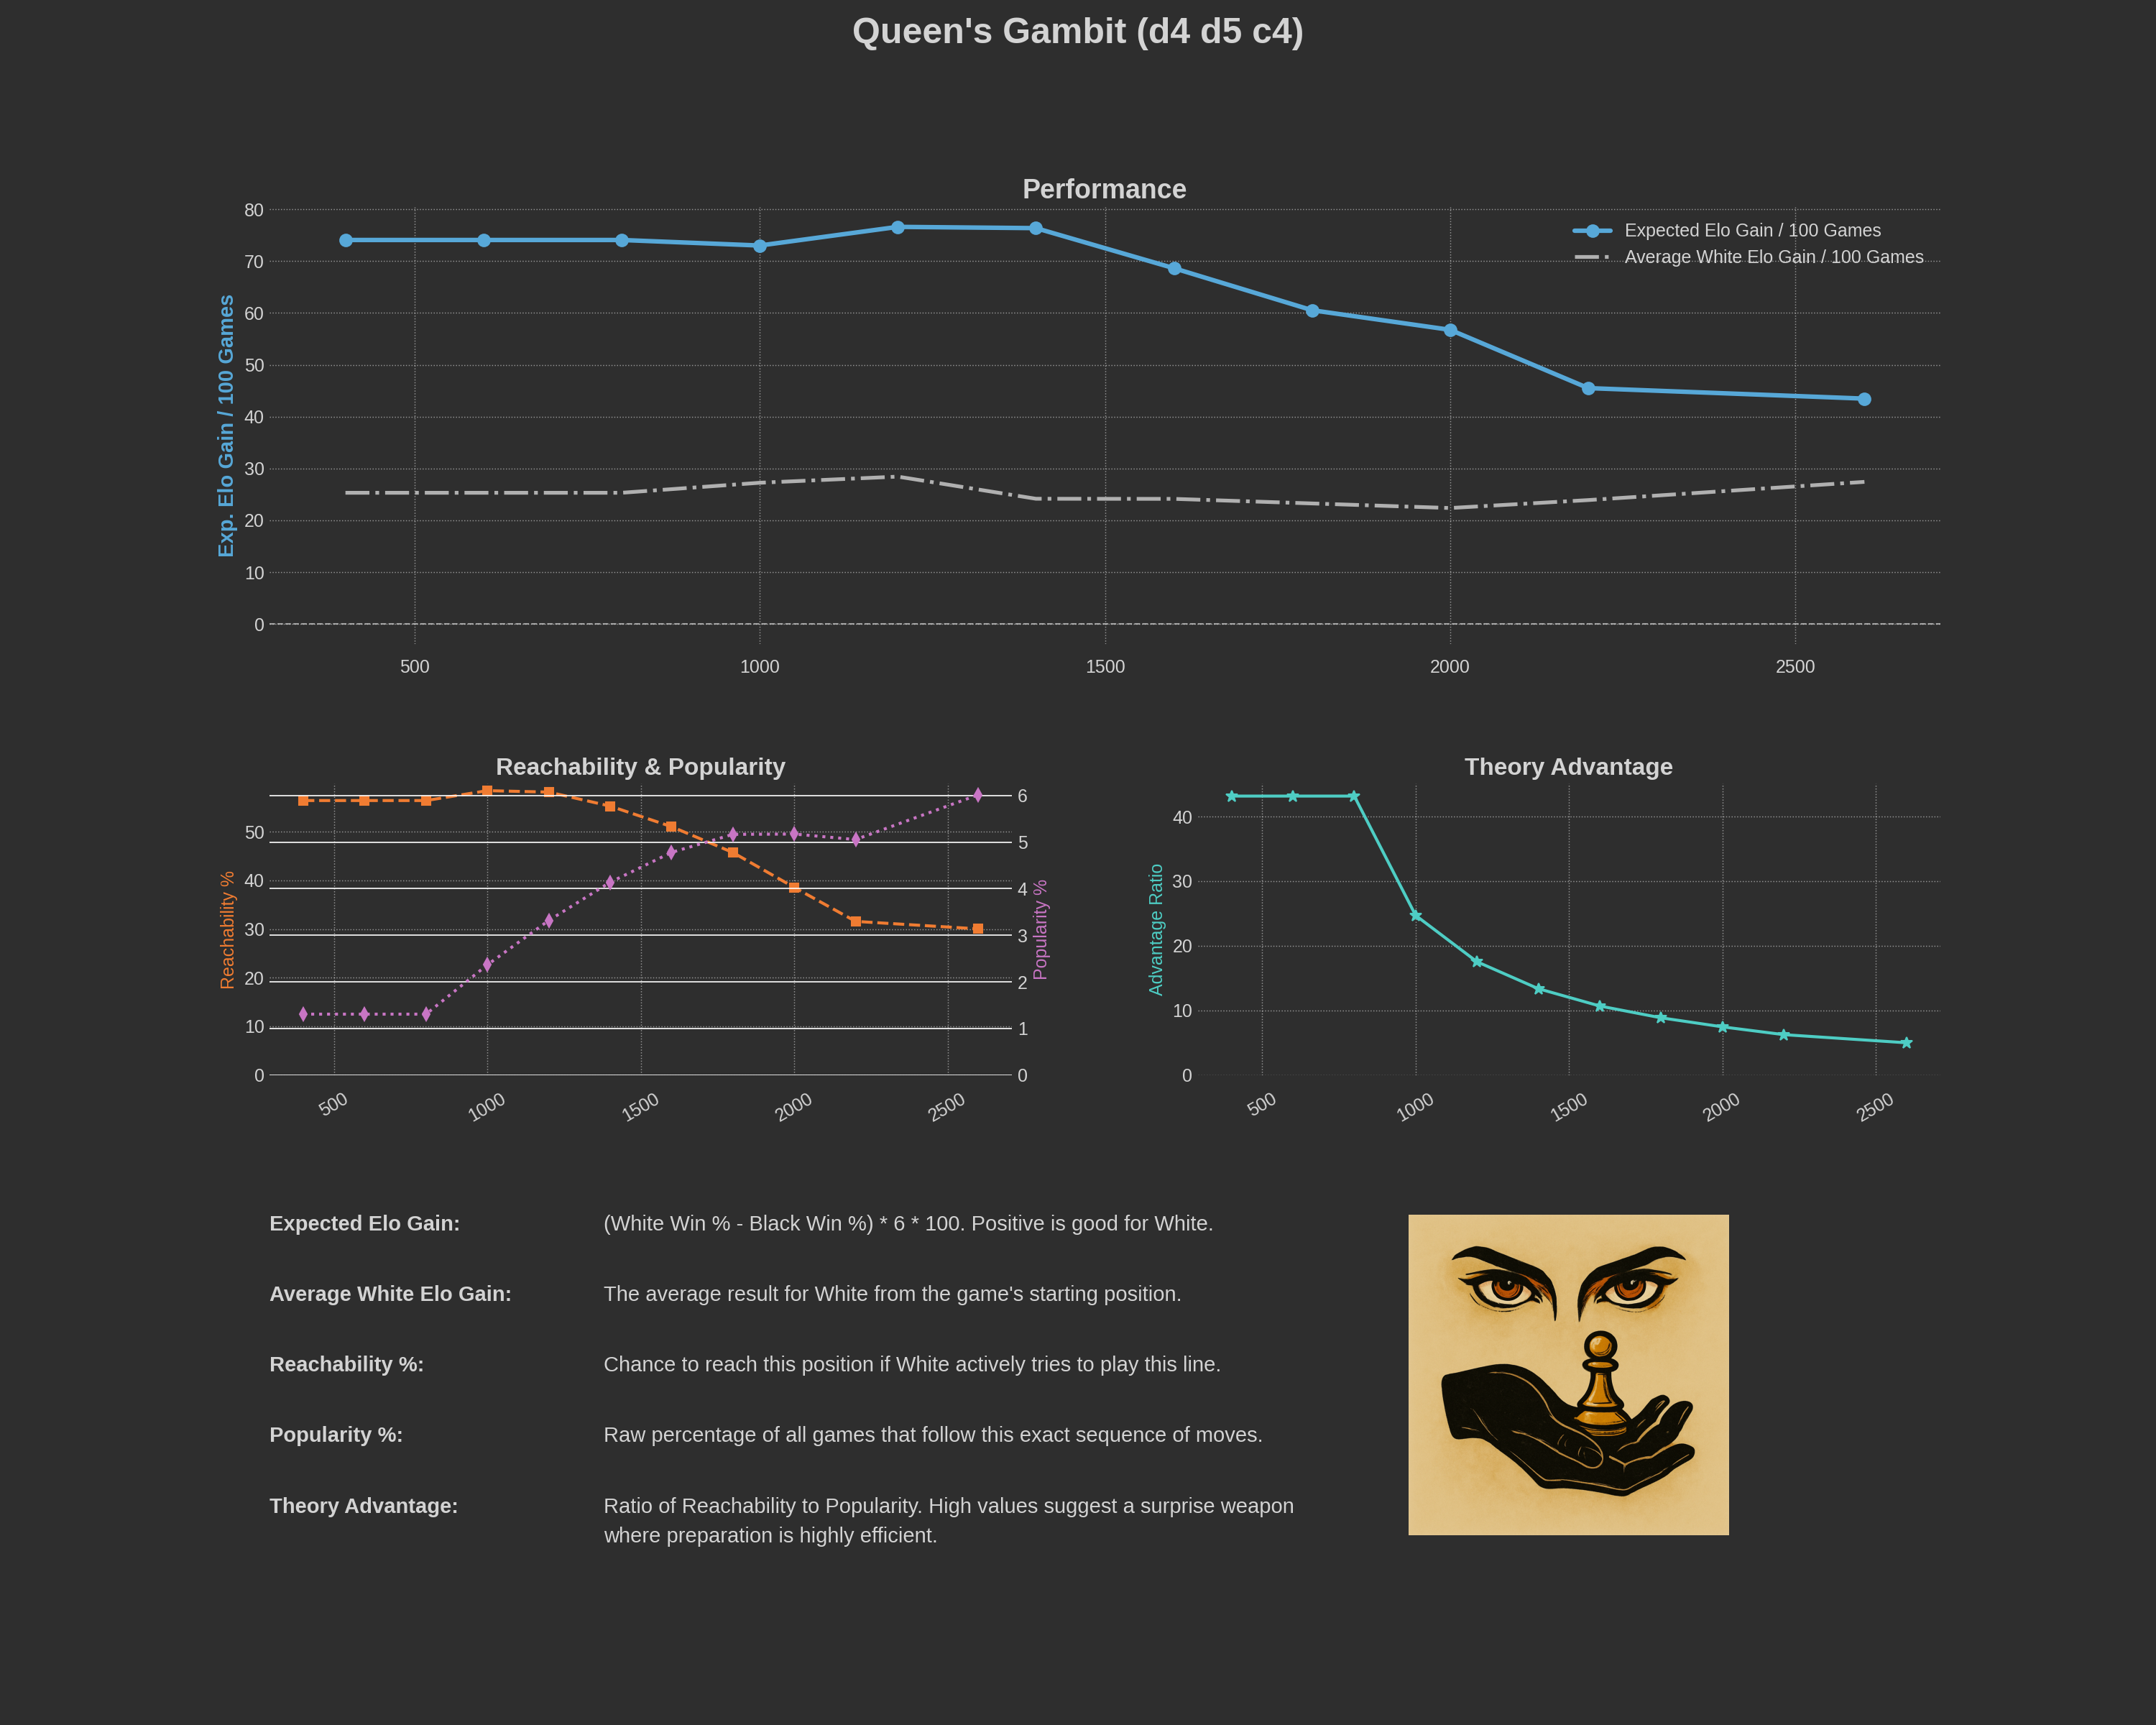 Queen's Gambit (d4 d5 c4)
Performance
Exp. Elo Gain / 100 Games
80
70
60
50
40
30
20
10
0
Expected Elo Gain / 100 Games
Average White Elo Gain / 100 Games
500 1000 1500 2000 2500
Reachability & Popularity
Reachability %
50
40
30
20
10
0
6
5
4
3
2
1
0
Popularity %
500 1000 1500 2000 2500
Theory Advantage
Advantage Ratio
40
30
20
10
0
500 1000 1500 2000 2500
Expected Elo Gain: (White Win % - Black Win %) * 6 * 100. Positive is good for White.
Average White Elo Gain: The average result for White from the game's starting position.
Reachability %: Chance to reach this position if White actively tries to play this line.
Popularity %: Raw percentage of all games that follow this exact sequence of moves.
Theory Advantage: Ratio of Reachability to Popularity. High values suggest a surprise weapon
where preparation is highly efficient.